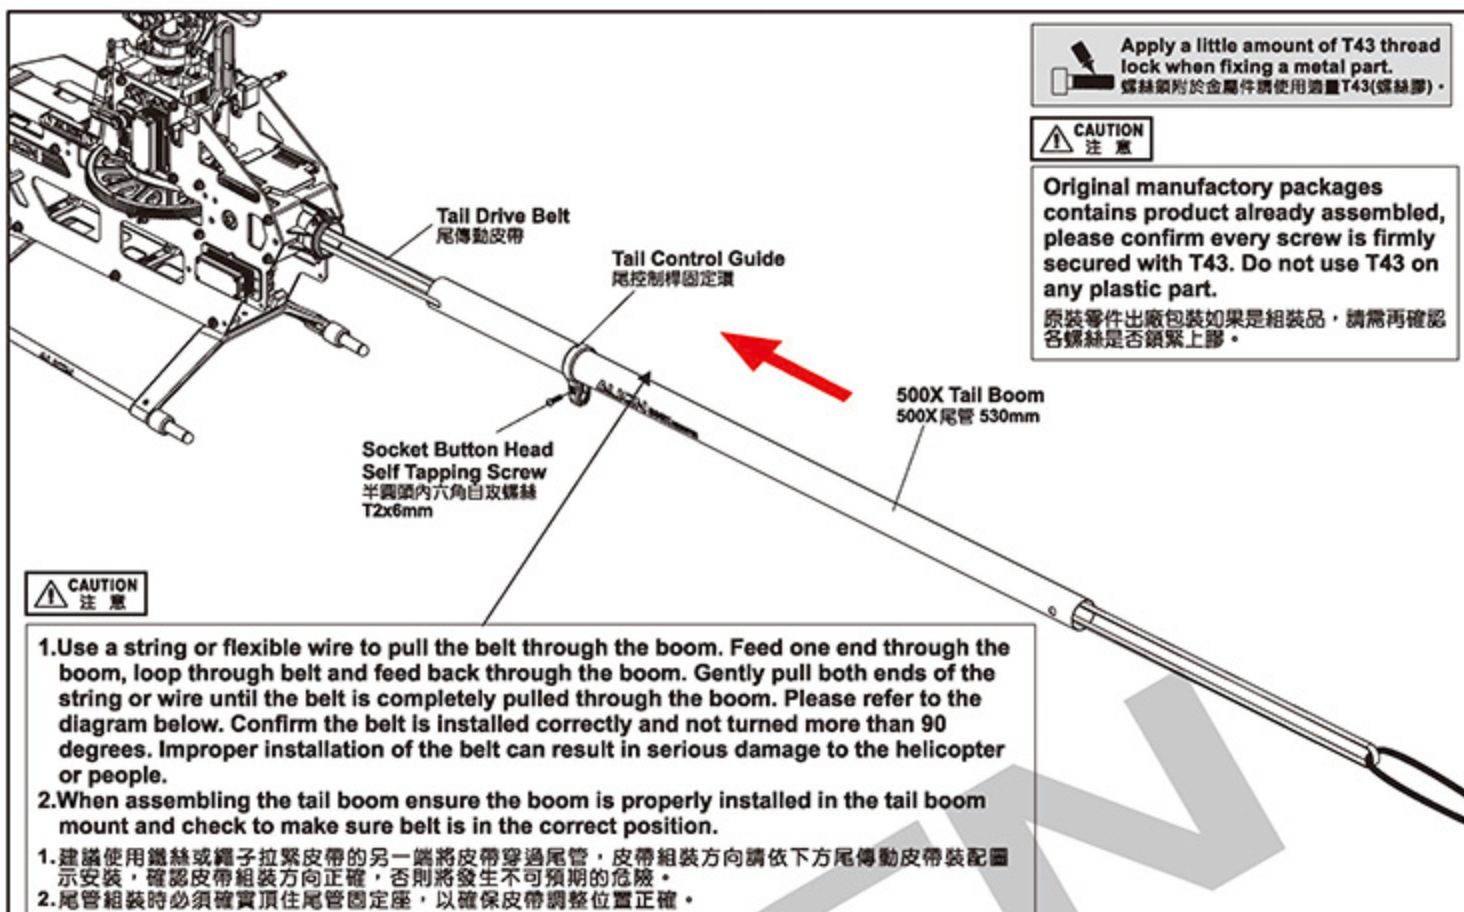 Apply a little amount of T43 thread
lock when fixing a metal part.
螺絲鎖附於金屬件請使用適量T43(螺絲膠)。
CAUTION
注 意
Original manufactory packages
contains product already assembled,
please confirm every screw is firmly
secured with T43. Do not use T43 on
any plastic part.
原裝零件出廠包裝如果是組裝品，請需再確認
各螺絲是否鎖緊上膠。
Tail Drive Belt
尾傳動皮帶
Tail Control Guide
尾控制桿固定環
ALIGN
500X Tail Boom
500X尾管 530mm
Socket Button Head
Self Tapping Screw
半圓頭內六角自攻螺絲
T2x6mm
CAUTION
注 意
1.Use a string or flexible wire to pull the belt through the boom. Feed one end through the
boom, loop through belt and feed back through the boom. Gently pull both ends of the
string or wire until the belt is completely pulled through the boom. Please refer to the
diagram below. Confirm the belt is installed correctly and not turned more than 90
degrees. Improper installation of the belt can result in serious damage to the helicopter
or people.
2.When assembling the tail boom ensure the boom is properly installed in the tail boom
mount and check to make sure belt is in the correct position.
1.建議使用鐵絲或繩子拉緊皮帶的另一端將皮帶穿過尾管，皮帶組裝方向請依下方尾傳動皮帶裝配圖
示安裝，確認皮帶組裝方向正確，否則將發生不可預期的危險。
2.尾管組裝時必須確實頂住尾管固定座，以確保皮帶調整位置正確。